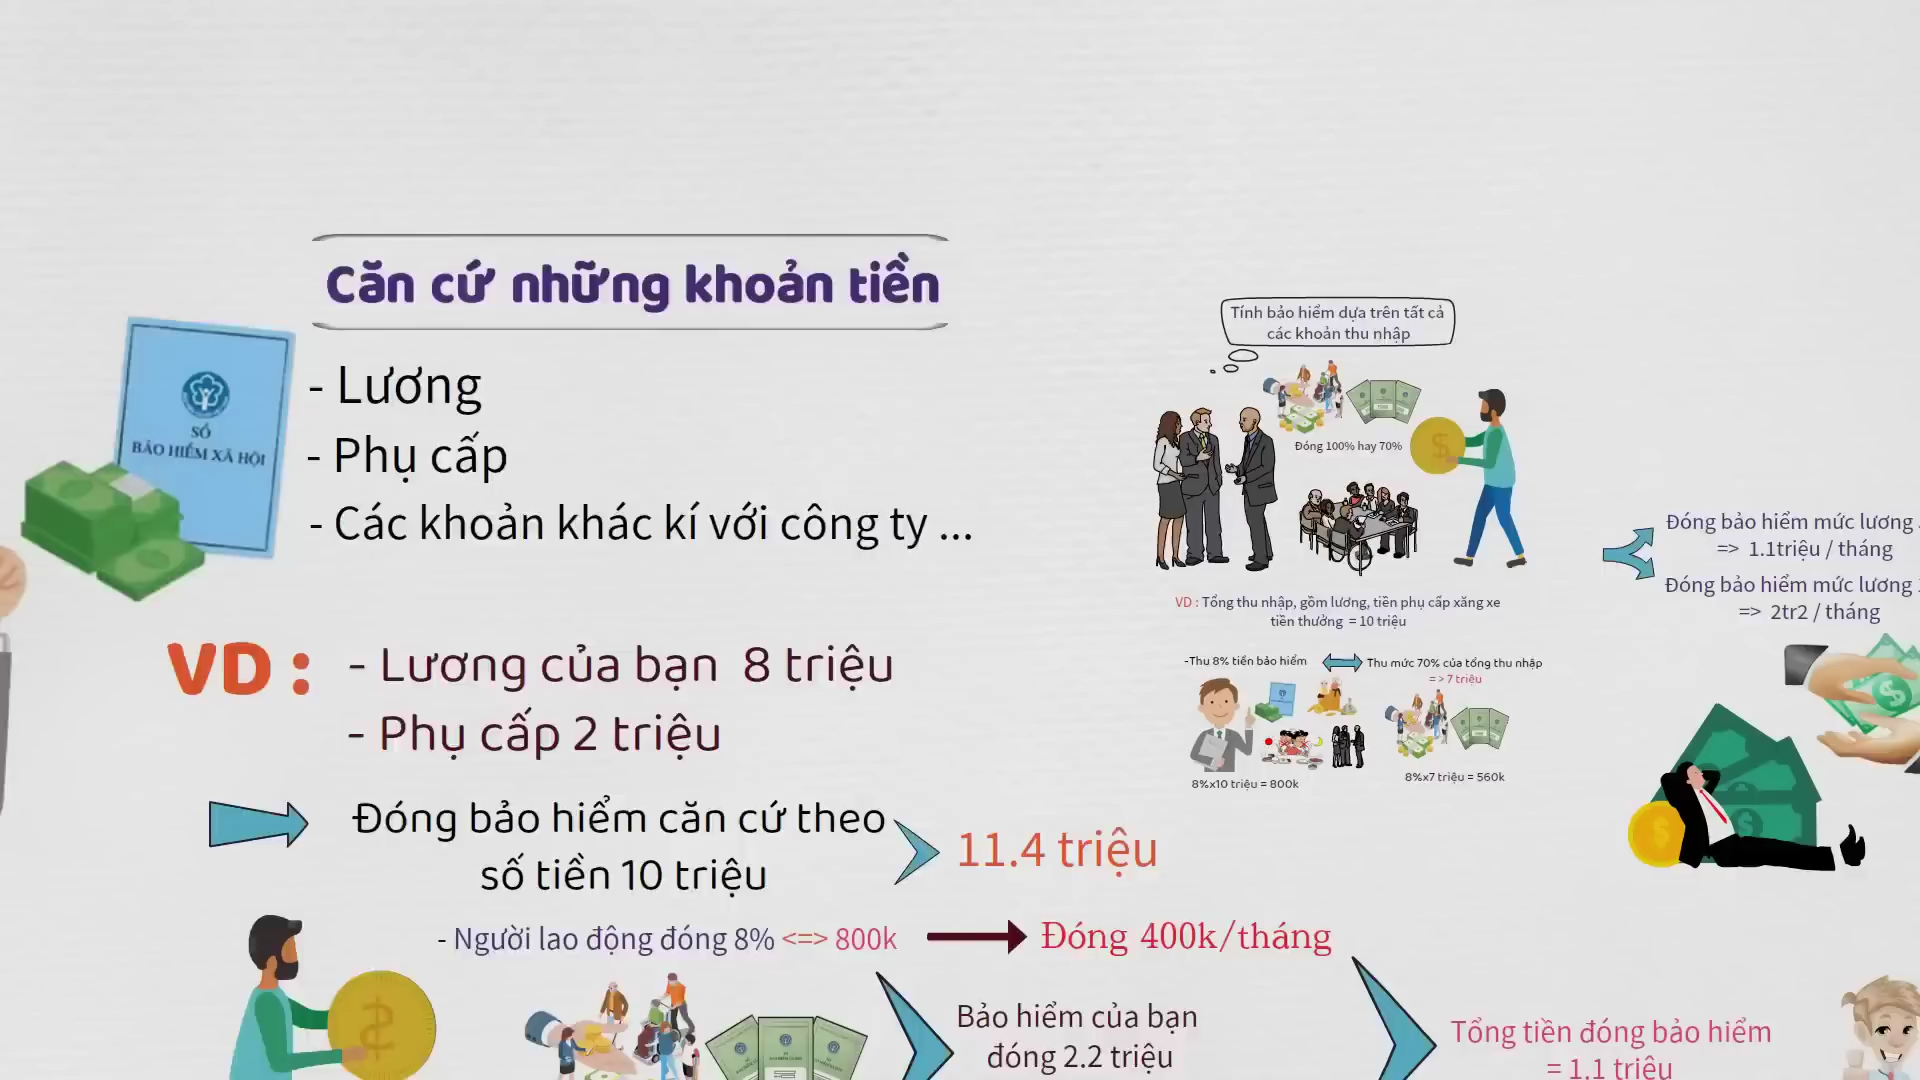 Căn cứ những khoản tiền
SỔ
BẢO HIỂM XÃ HỘI
- Lương
- Phụ cấp
- Các khoản khác kí với công ty ...
VD :
- Lương của bạn 8 triệu
- Phụ cấp 2 triệu
Đóng bảo hiểm căn cứ theo
số tiền 10 triệu
11.4 triệu
- Người lao động đóng 8% <=> 800k
Đóng 400k/tháng
Bảo hiểm của bạn
đóng 2.2 triệu
Tổng tiền đóng bảo hiểm
= 1.1 triệu
Tính bảo hiểm dựa trên tất cả
các khoản thu nhập
Đóng 100% hay 70%
VD : Tổng thu nhập, gồm lương, tiền phụ cấp xăng xe
tiền thưởng = 10 triệu
-Thu 8% tiền bảo hiểm
Thu mức 70% của tổng thu nhập
= > 7 triệu
8%x10 triệu = 800k
8%x7 triệu = 560k
Đóng bảo hiểm mức lương
=> 1.1triệu / tháng
Đóng bảo hiểm mức lương
=> 2tr2 / tháng